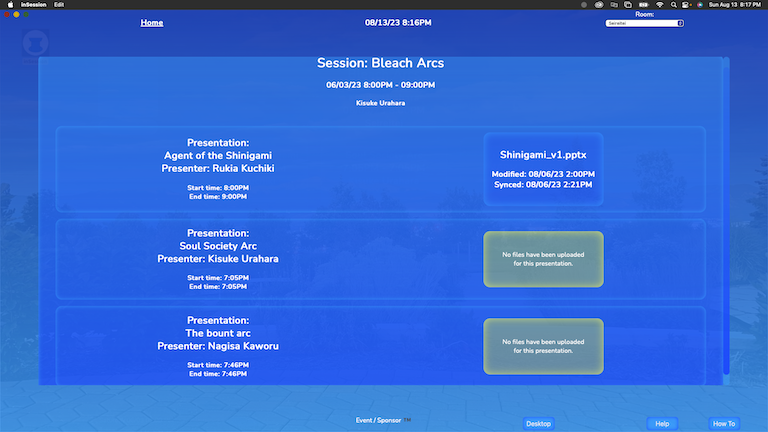 InSession Edit
Sun Aug 13 8:17 PM
Home
08/13/23 8:16PM
Room:
Seireitei
Session: Bleach Arcs
06/03/23 8:00PM - 09:00PM
Kisuke Urahara
Presentation:
Agent of the Shinigami
Presenter: Rukia Kuchiki
Start time: 8:00PM
End time: 9:00PM
Shinigami_v1.pptx
Modified: 08/06/23 2:00PM
Synced: 08/06/23 2:21PM
Presentation:
Soul Society Arc
Presenter: Kisuke Urahara
Start time: 7:05PM
End time: 7:05PM
No files have been uploaded
for this presentation.
Presentation:
The bount arc
Presenter: Nagisa Kaworu
Start time: 7:46PM
End time: 7:46PM
No files have been uploaded
for this presentation.
Event / Sponsor TM
Desktop
Help
How To